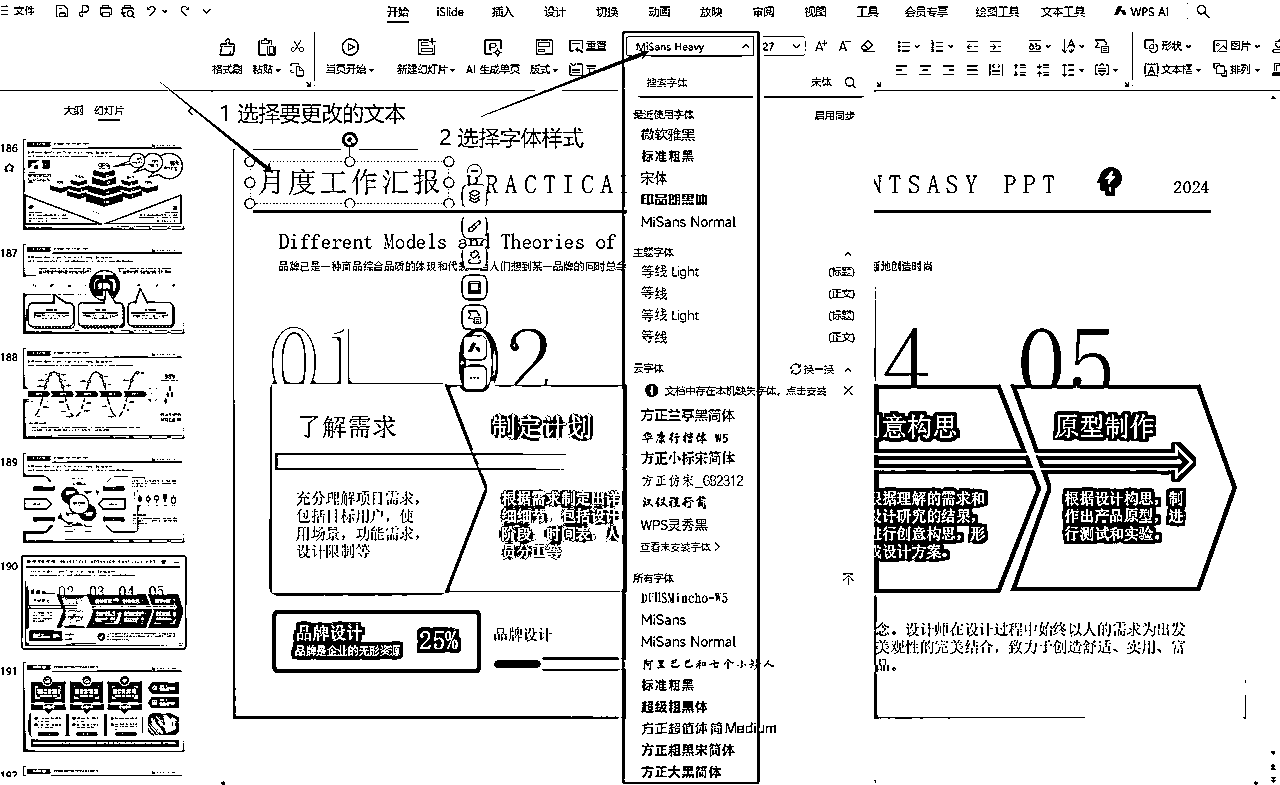 三 文件
开始 iSlide 插入 设计 切换 动画 放映 审阅 视图 工具 会员专享 绘图工具 文本工具 WPS AI
MiSans Heavy
27
格式刷 粘贴 当页开始 新建幻灯片 AI 生成单页 版式 重置
形状 图片
文本框 排列
搜索字体 宋体
大纲 幻灯片
1 选择要更改的文本
2 选择字体样式
最近使用字体 启用同步
微软雅黑
标准粗黑
宋体
印品朗黑体
MiSans Normal
主题字体
等线 Light (标题)
等线 (正文)
等线 Light (标题)
等线 (正文)
云字体 换一换
文档中存在本机缺失字体，点击安装
方正兰亭黑简体
华康行楷体 W5
方正小标宋简体
方正仿宋_GB2312
汉仪雅行简
WPS灵秀黑
查看未安装字体 >
所有字体
DFHSMincho-W5
MiSans
MiSans Normal
阿里巴巴和七个小矮人
标准粗黑
超级粗黑体
方正超值体简 Medium
方正粗黑宋简体
方正大黑简体
186
187
188
189
190
191
192
月度工作汇报 PRACTICAL
NTSASY PPT
2024
Different Models and Theories of
品牌已是一种商品综合品质的体现和代表
人们想到某一品牌的同时总会
新地创造时尚
01
02
4
05
了解需求
制定计划
创意构思
原型制作
充分理解项目需求，
包括目标用户，使
用场景，功能需求，
设计限制等
根据需求制定出详
细细节，包括设计
阶段，时间表，人
员分工等
根据理解的需求和
设计研究的结果，
进行创意构思，形
成设计方案。
根据设计构思，制
作出产品原型，进
行测试和实验。
品牌设计
品牌是企业的无形资源
25%
品牌设计
念。设计师在设计过程中始终以人的需求为出发
美观性的完美结合，致力于创造舒适、实用、富
品。